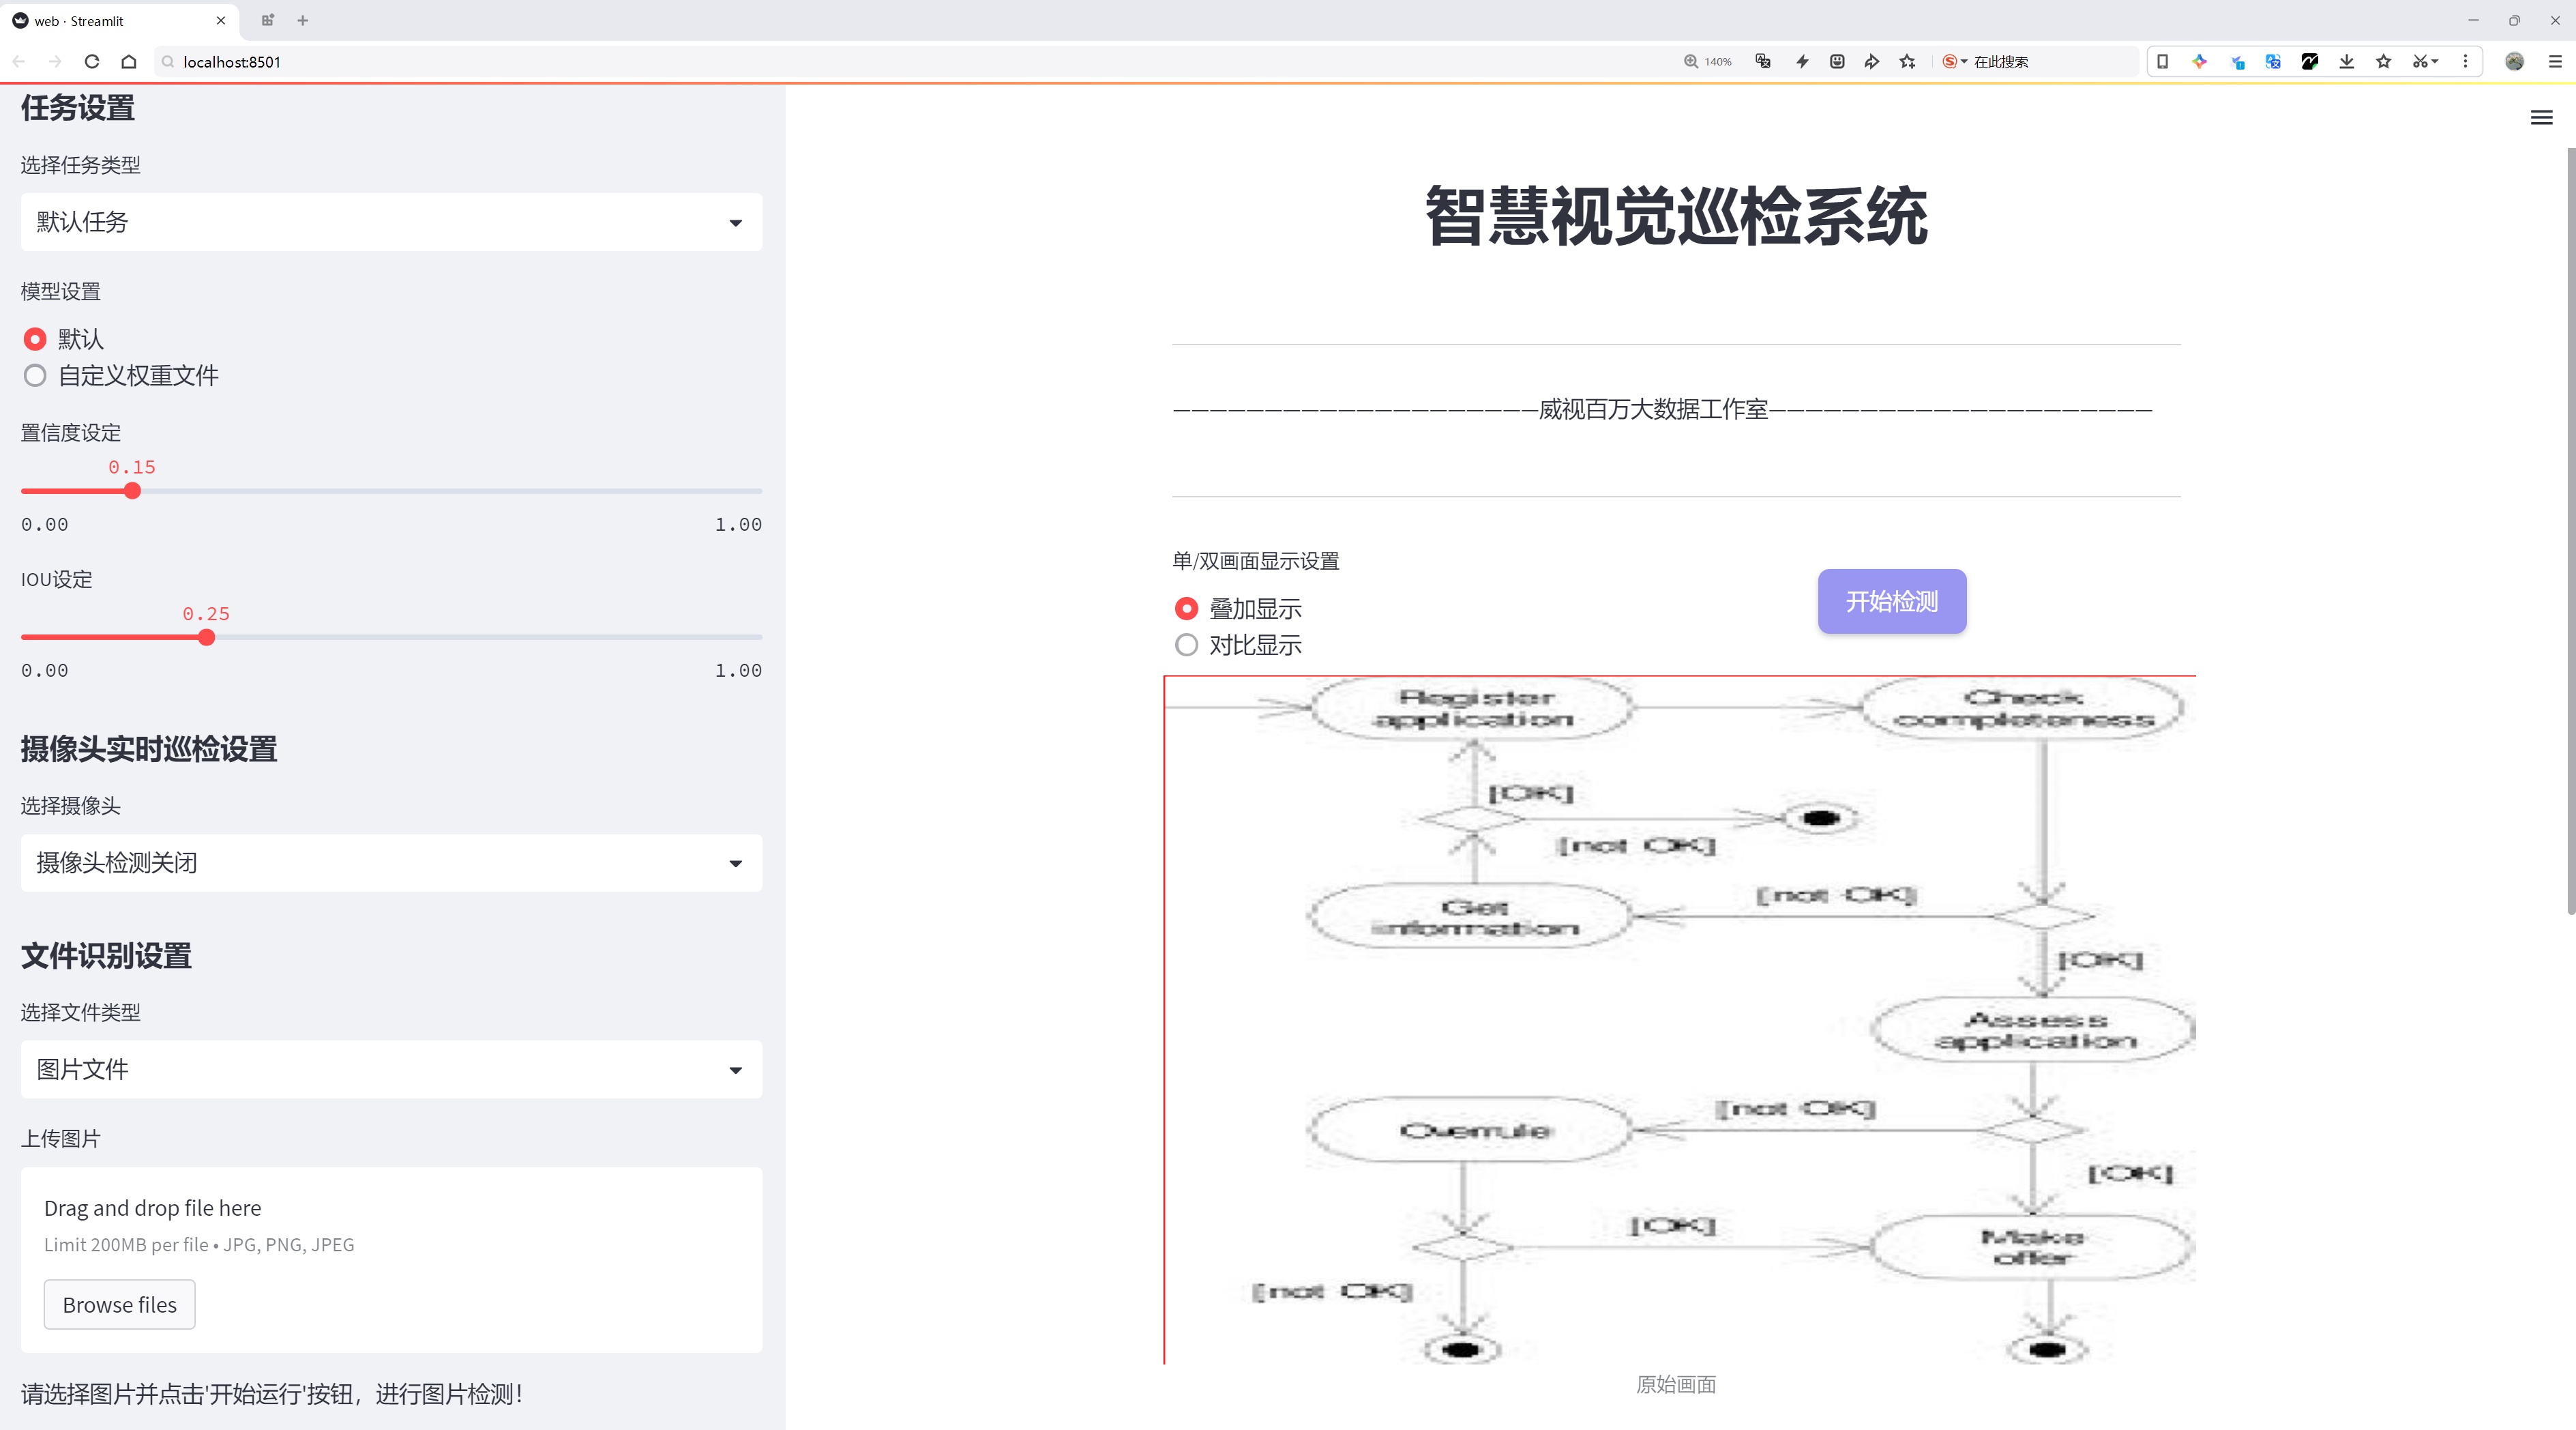 web · Streamlit
localhost:8501
140%
在此搜索
任务设置
选择任务类型
默认任务
模型设置
默认
自定义权重文件
置信度设定
0.15
0.00 1.00
IOU设定
0.25
0.00 1.00
摄像头实时巡检设置
选择摄像头
摄像头检测关闭
文件识别设置
选择文件类型
图片文件
上传图片
Drag and drop file here
Limit 200MB per file • JPG, PNG, JPEG
Browse files
请选择图片并点击'开始运行'按钮，进行图片检测！
智慧视觉巡检系统
————————————————————威视百万大数据工作室—————————————————————
单/双画面显示设置
叠加显示
对比显示
开始检测
Register
application
Check
completeness
[OK]
[not OK]
[not OK]
Get
information
[OK]
Assess
application
[not OK]
Overrule
[OK]
[OK]
Make
offer
[not OK]
原始画面